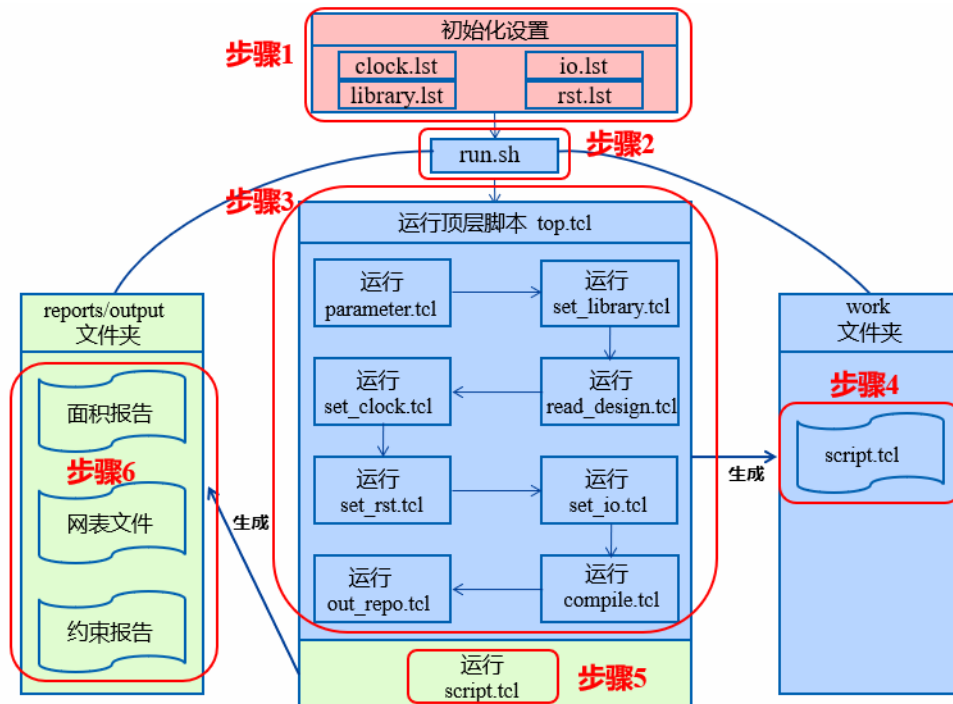 初始化设置
步骤1
clock.lst
io.lst
library.lst
rst.lst
步骤2
run.sh
步骤3
运行顶层脚本 top.tcl
运行
parameter.tcl
运行
set_library.tcl
运行
set_clock.tcl
运行
read_design.tcl
运行
set_rst.tcl
运行
set_io.tcl
运行
out_repo.tcl
运行
compile.tcl
reports/output
文件夹
面积报告
步骤6
网表文件
约束报告
生成
work
文件夹
步骤4
script.tcl
生成
运行
script.tcl
步骤5